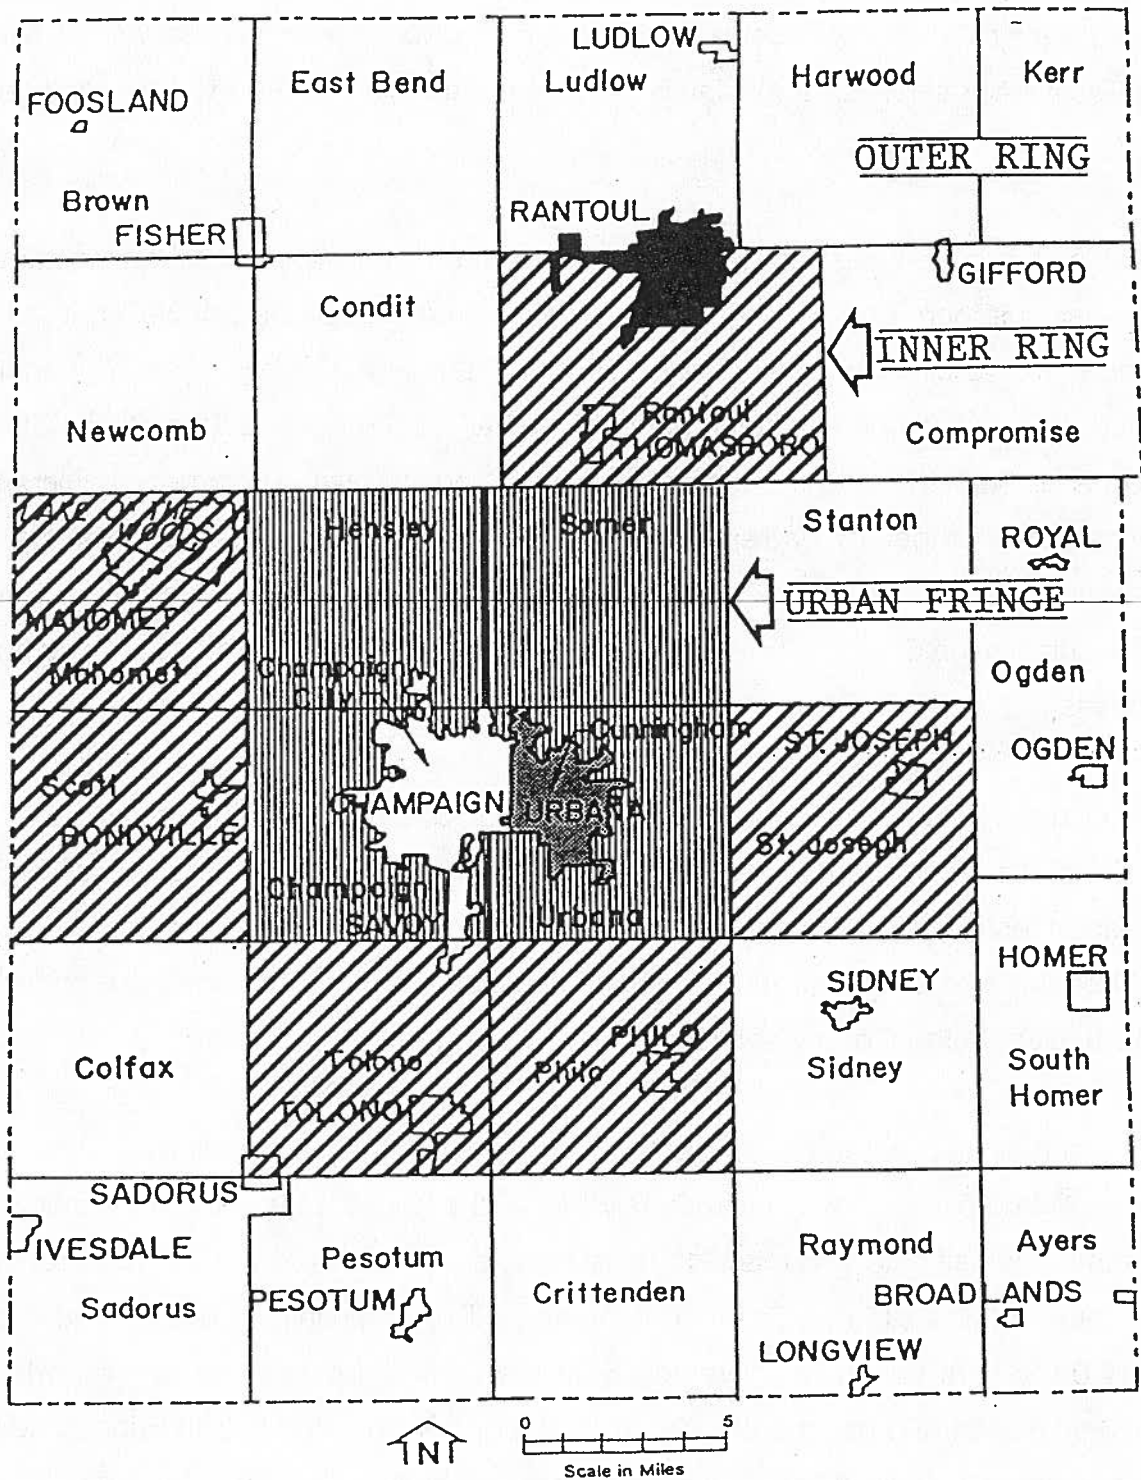 LUDLOW
East Bend
Ludlow
Harwood
Kerr
FOOSLAND
OUTER RING
Brown
FISHER
RANTOUL
GIFFORD
Condit
INNER RING
Newcomb
Rantoul
THOMASBORO
Compromise
LAKE OF THE
WOODS
Hensley
Somer
Stanton
ROYAL
URBAN FRINGE
MAHOMET
Mahomet
Champaign
City
Ogden
Cunningham
ST. JOSEPH
OGDEN
Scott
CHAMPAIGN
URBANA
BONDVILLE
St. Joseph
Champaign
SAVOY
Urbana
HOMER
SIDNEY
Colfax
Tolono
PHILO
Philo
Sidney
South
Homer
TOLONO
SADORUS
IVESDALE
Pesotum
Raymond
Ayers
Sadorus
PESOTUM
Crittenden
BROADLANDS
LONGVIEW
N
0 5
Scale in Miles